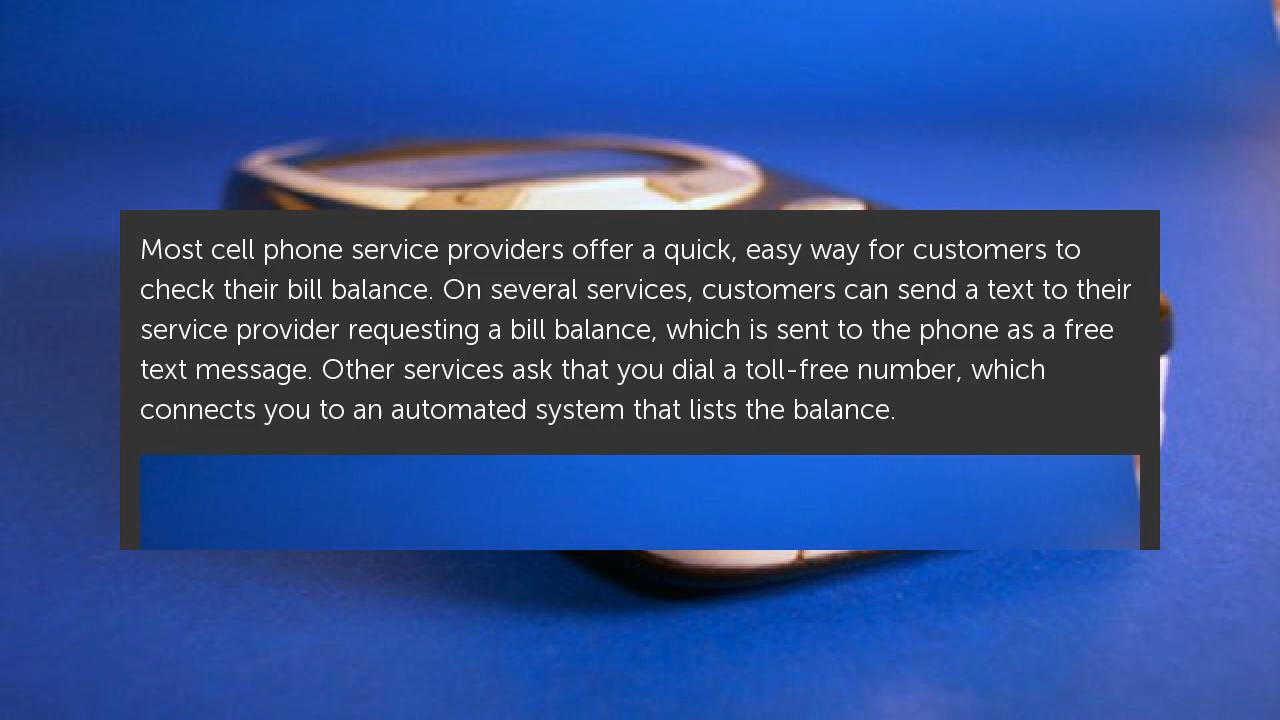 Most cell phone service providers offer a quick, easy way for customers to
check their bill balance. On several services, customers can send a text to their
service provider requesting a bill balance, which is sent to the phone as a free
text message. Other services ask that you dial a toll-free number, which
connects you to an automated system that lists the balance.